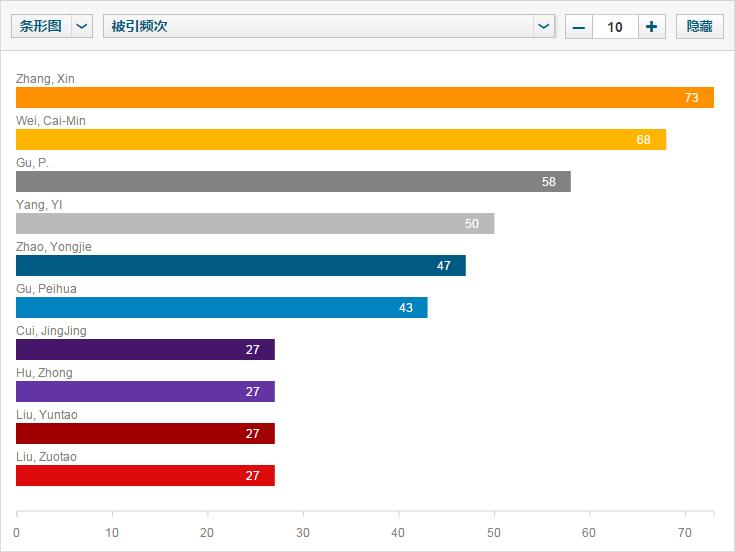 条形图 被引频次 − 10 + 隐藏
Zhang, Xin
73
Wei, Cai-Min
68
Gu, P.
58
Yang, YI
50
Zhao, Yongjie
47
Gu, Peihua
43
Cui, JingJing
27
Hu, Zhong
27
Liu, Yuntao
27
Liu, Zuotao
27
0 10 20 30 40 50 60 70